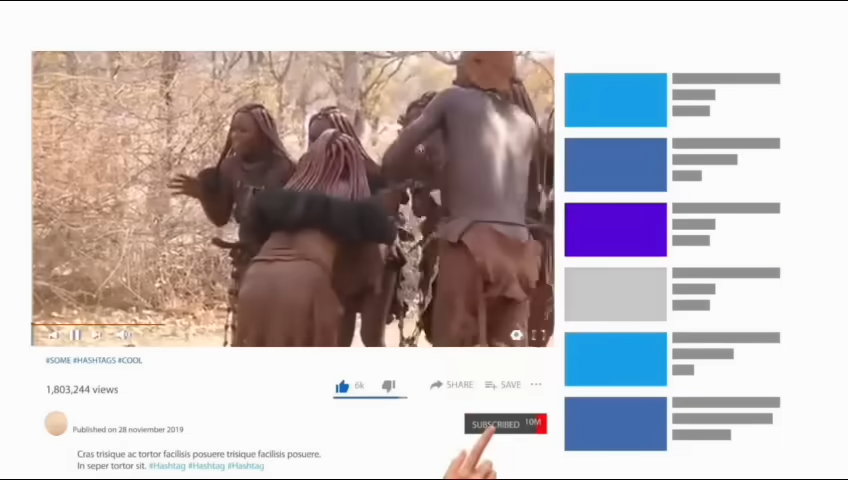 #SOME #HASHTAGS #COOL
1,803,244 views
6k
SHARE
SAVE
SUBSCRIBED 10M
Published on 28 noviember 2019
Cras trisique ac tortor facilisis posuere trisique facilisis posuere.
In seper tortor sit. #Hashtag #Hashtag #Hashtag